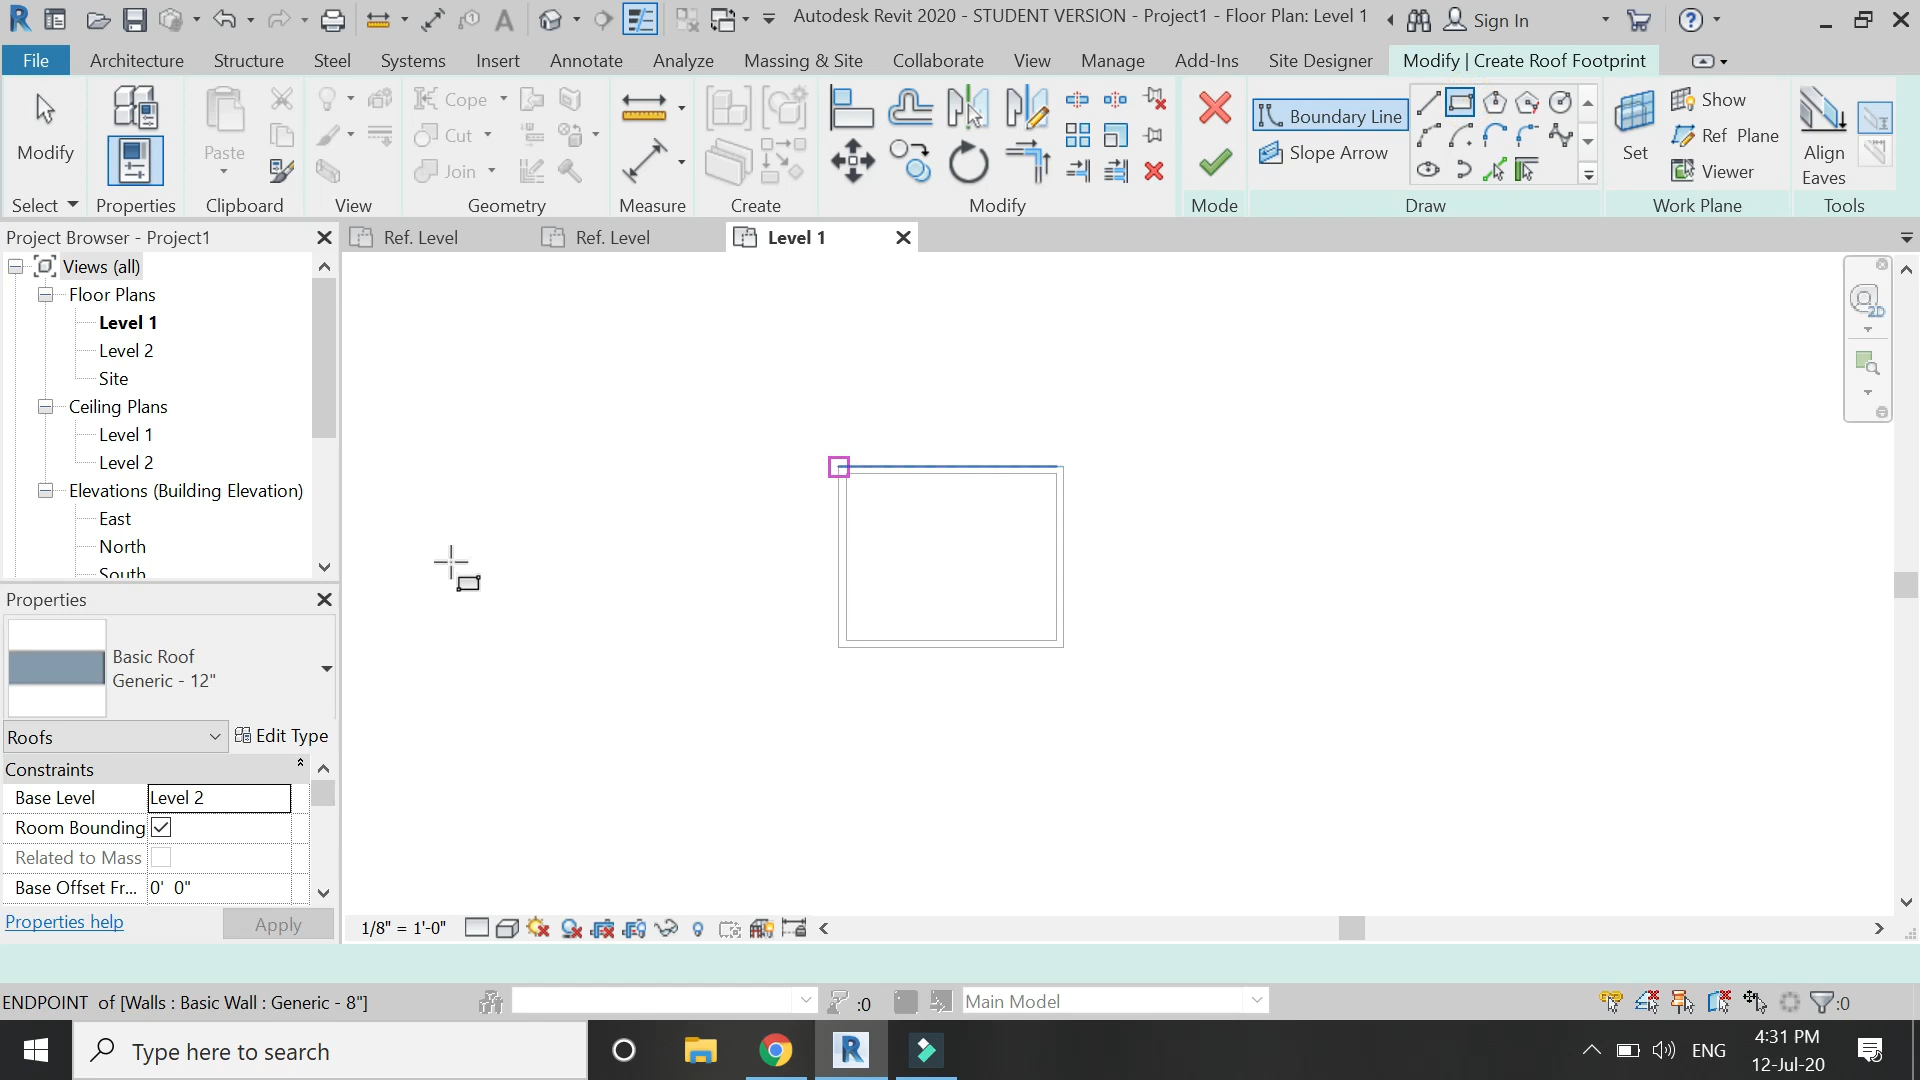 Autodesk Revit 2020 - STUDENT VERSION - Project1 - Floor Plan: Level 1
Sign In
File Architecture Structure Steel Systems Insert Annotate Analyze Massing & Site Collaborate View Manage Add-Ins Site Designer Modify | Create Roof Footprint
Modify
Paste
Cope
Cut
Join
Boundary Line
Slope Arrow
Set
Show
Ref Plane
Viewer
Align
Eaves
Select Properties Clipboard View Geometry Measure Create Modify Mode Draw Work Plane Tools
Project Browser - Project1
Ref. Level
Ref. Level
Level 1
Views (all)
Floor Plans
Level 1
Level 2
Site
Ceiling Plans
Level 1
Level 2
Elevations (Building Elevation)
East
North
South
2D
Properties
Basic Roof
Generic - 12"
Roofs
Edit Type
Constraints
Base Level Level 2
Room Bounding
Related to Mass
Base Offset Fr... 0' 0"
Properties help
Apply
1/8" = 1'-0"
ENDPOINT of [Walls : Basic Wall : Generic - 8"]
:0
Main Model
:0
Type here to search
ENG
4:31 PM
12-Jul-20